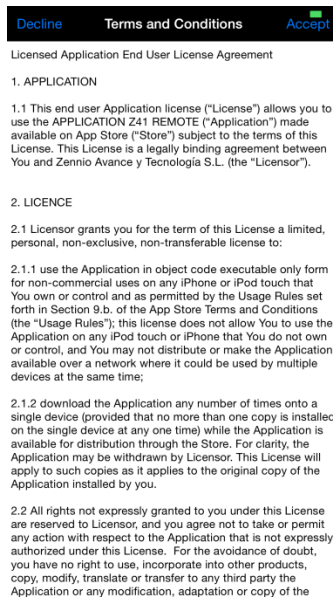 Decline Terms and Conditions Accept
Licensed Application End User License Agreement
1. APPLICATION
1.1 This end user Application license (“License”) allows you to
use the APPLICATION Z41 REMOTE (“Application”) made
available on App Store (“Store”) subject to the terms of this
License. This License is a legally binding agreement between
You and Zennio Avance y Tecnología S.L. (the “Licensor”).
2. LICENCE
2.1 Licensor grants you for the term of this License a limited,
personal, non-exclusive, non-transferable license to:
2.1.1 use the Application in object code executable only form
for non-commercial uses on any iPhone or iPod touch that
You own or control and as permitted by the Usage Rules set
forth in Section 9.b. of the App Store Terms and Conditions
(the “Usage Rules”); this license does not allow You to use the
Application on any iPod touch or iPhone that You do not own
or control, and You may not distribute or make the Application
available over a network where it could be used by multiple
devices at the same time;
2.1.2 download the Application any number of times onto a
single device (provided that no more than one copy is installed
on the single device at any one time) while the Application is
available for distribution through the Store. For clarity, the
Application may be withdrawn by Licensor. This License will
apply to such copies as it applies to the original copy of the
Application installed by you.
2.2 All rights not expressly granted to you under this License
are reserved to Licensor, and you agree not to take or permit
any action with respect to the Application that is not expressly
authorized under this License. For the avoidance of doubt,
you have no right to use, incorporate into other products,
copy, modify, translate or transfer to any third party the
Application or any modification, adaptation or copy of the